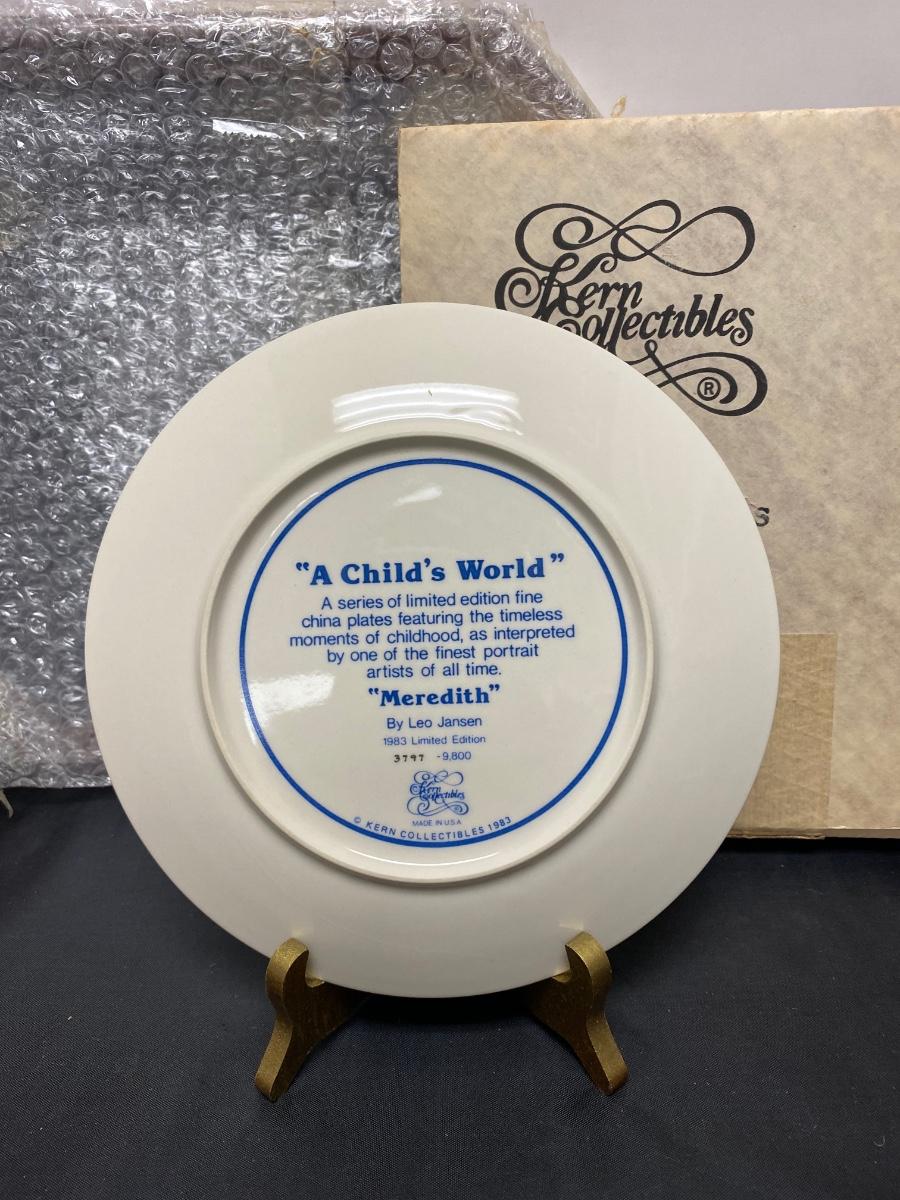 Kern
Collectibles
®
s
"A Child's World"
A series of limited edition fine
china plates featuring the timeless
moments of childhood, as interpreted
by one of the finest portrait
artists of all time.
"Meredith"
By Leo Jansen
1983 Limited Edition
3797 -9,800
Kern
Collectibles
MADE IN U.S.A.
© KERN COLLECTIBLES 1983